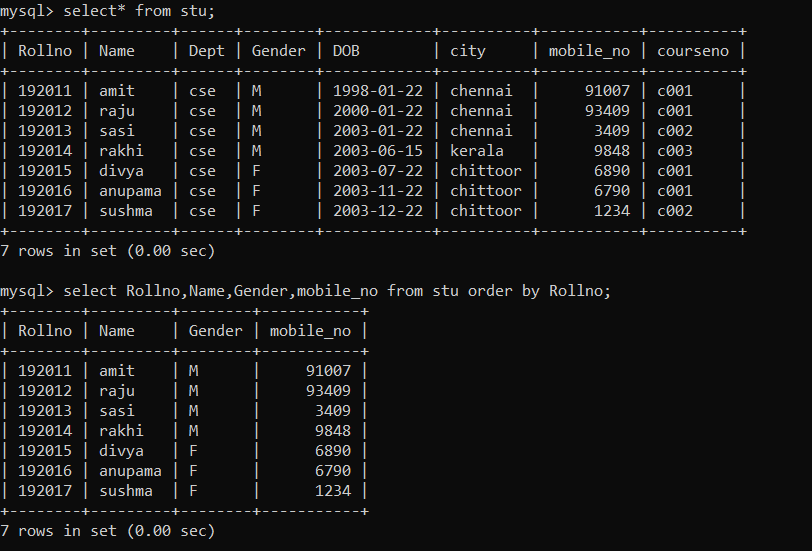 mysql> select* from stu;
+--------+---------+------+--------+------------+----------+-----------+----------+
| Rollno | Name    | Dept | Gender | DOB        | city     | mobile_no | courseno |
+--------+---------+------+--------+------------+----------+-----------+----------+
| 192011 | amit    | cse  | M      | 1998-01-22 | chennai  |     91007 | c001     |
| 192012 | raju    | cse  | M      | 2000-01-22 | chennai  |     93409 | c001     |
| 192013 | sasi    | cse  | M      | 2003-01-22 | chennai  |      3409 | c002     |
| 192014 | rakhi   | cse  | M      | 2003-06-15 | kerala   |      9848 | c003     |
| 192015 | divya   | cse  | F      | 2003-07-22 | chittoor |      6890 | c001     |
| 192016 | anupama | cse  | F      | 2003-11-22 | chittoor |      6790 | c001     |
| 192017 | sushma  | cse  | F      | 2003-12-22 | chittoor |      1234 | c002     |
+--------+---------+------+--------+------------+----------+-----------+----------+
7 rows in set (0.00 sec)
mysql> select Rollno,Name,Gender,mobile_no from stu order by Rollno;
+--------+---------+--------+-----------+
| Rollno | Name    | Gender | mobile_no |
+--------+---------+--------+-----------+
| 192011 | amit    | M      |     91007 |
| 192012 | raju    | M      |     93409 |
| 192013 | sasi    | M      |      3409 |
| 192014 | rakhi   | M      |      9848 |
| 192015 | divya   | F      |      6890 |
| 192016 | anupama | F      |      6790 |
| 192017 | sushma  | F      |      1234 |
+--------+---------+--------+-----------+
7 rows in set (0.00 sec)